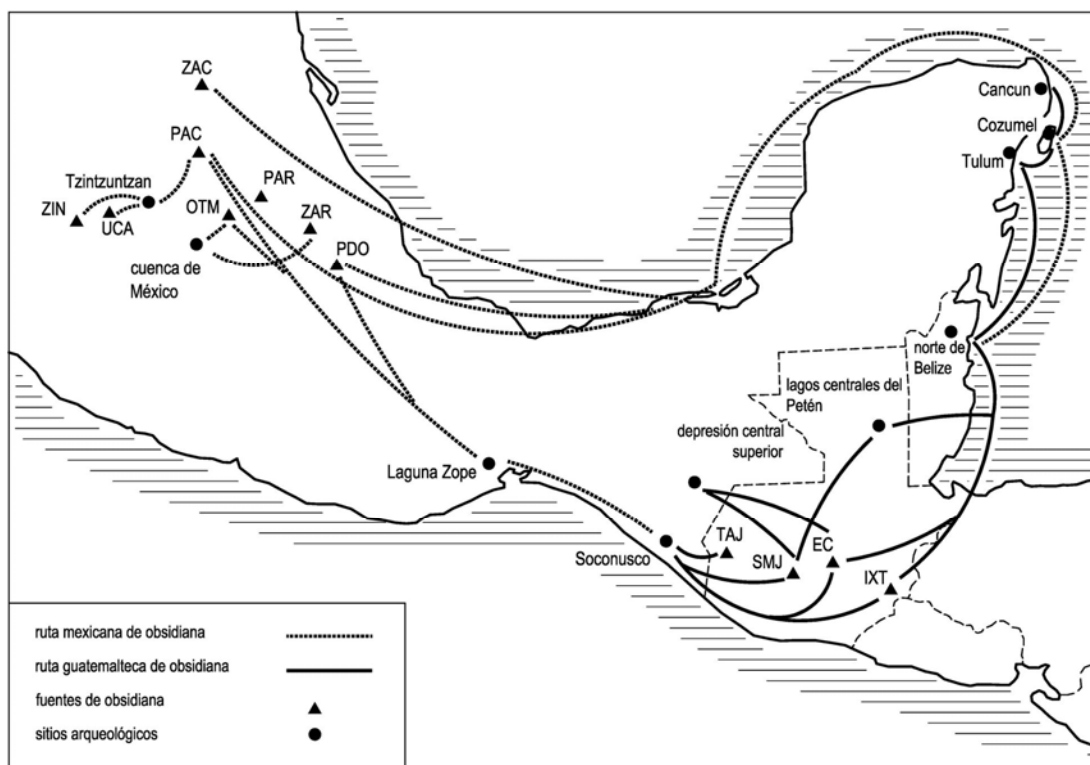 ZAC
Cancun
PAC
Cozumel
Tzintzuntzan
PAR
Tulum
ZIN
UCA
OTM
ZAR
PDO
cuenca de
México
norte de
Belize
lagos centrales del
Petén
depresión central
superior
Laguna Zope
Soconusco
TAJ
SMJ
EC
IXT
ruta mexicana de obsidiana
ruta guatemalteca de obsidiana
fuentes de obsidiana
sitios arqueológicos